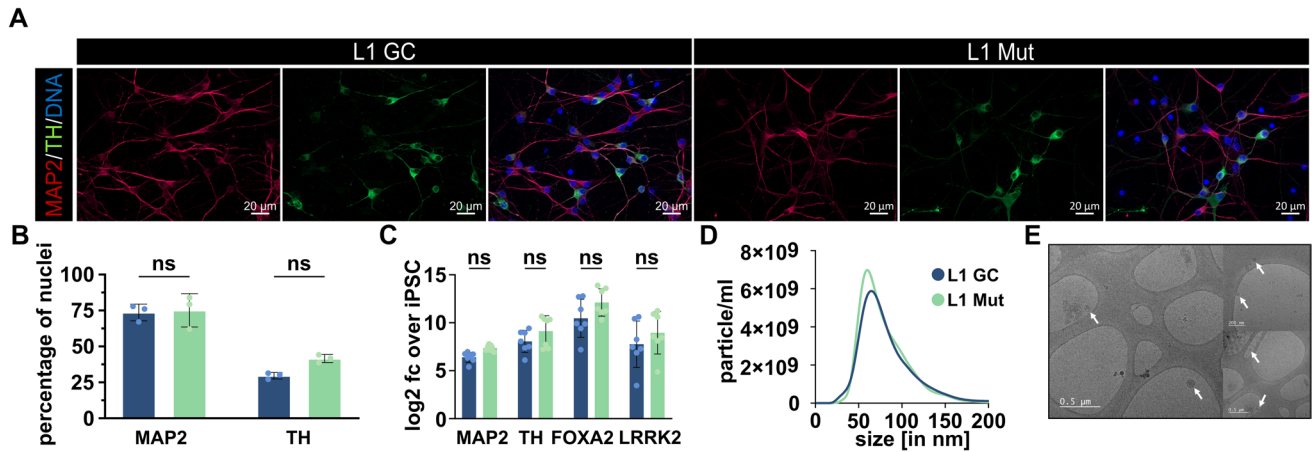 A
L1 GC
L1 Mut
MAP2/TH/DNA
20 µm
20 µm
20 µm
20 µm
20 µm
20 µm
B
percentage of nuclei
100
75
50
25
0
ns
ns
MAP2
TH
C
log2 fc over iPSC
15
10
5
0
ns
ns
ns
ns
MAP2
TH
FOXA2
LRRK2
D
particle/ml
8×10⁹
6×10⁹
4×10⁹
2×10⁹
0
L1 GC
L1 Mut
0
50
100
150
200
size [in nm]
E
0.5 µm
0.5 µm